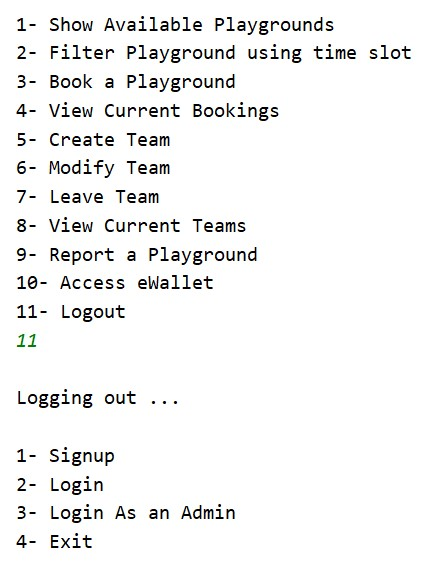 1- Show Available Playgrounds
2- Filter Playground using time slot
3- Book a Playground
4- View Current Bookings
5- Create Team
6- Modify Team
7- Leave Team
8- View Current Teams
9- Report a Playground
10- Access eWallet
11- Logout
11
Logging out ...
1- Signup
2- Login
3- Login As an Admin
4- Exit